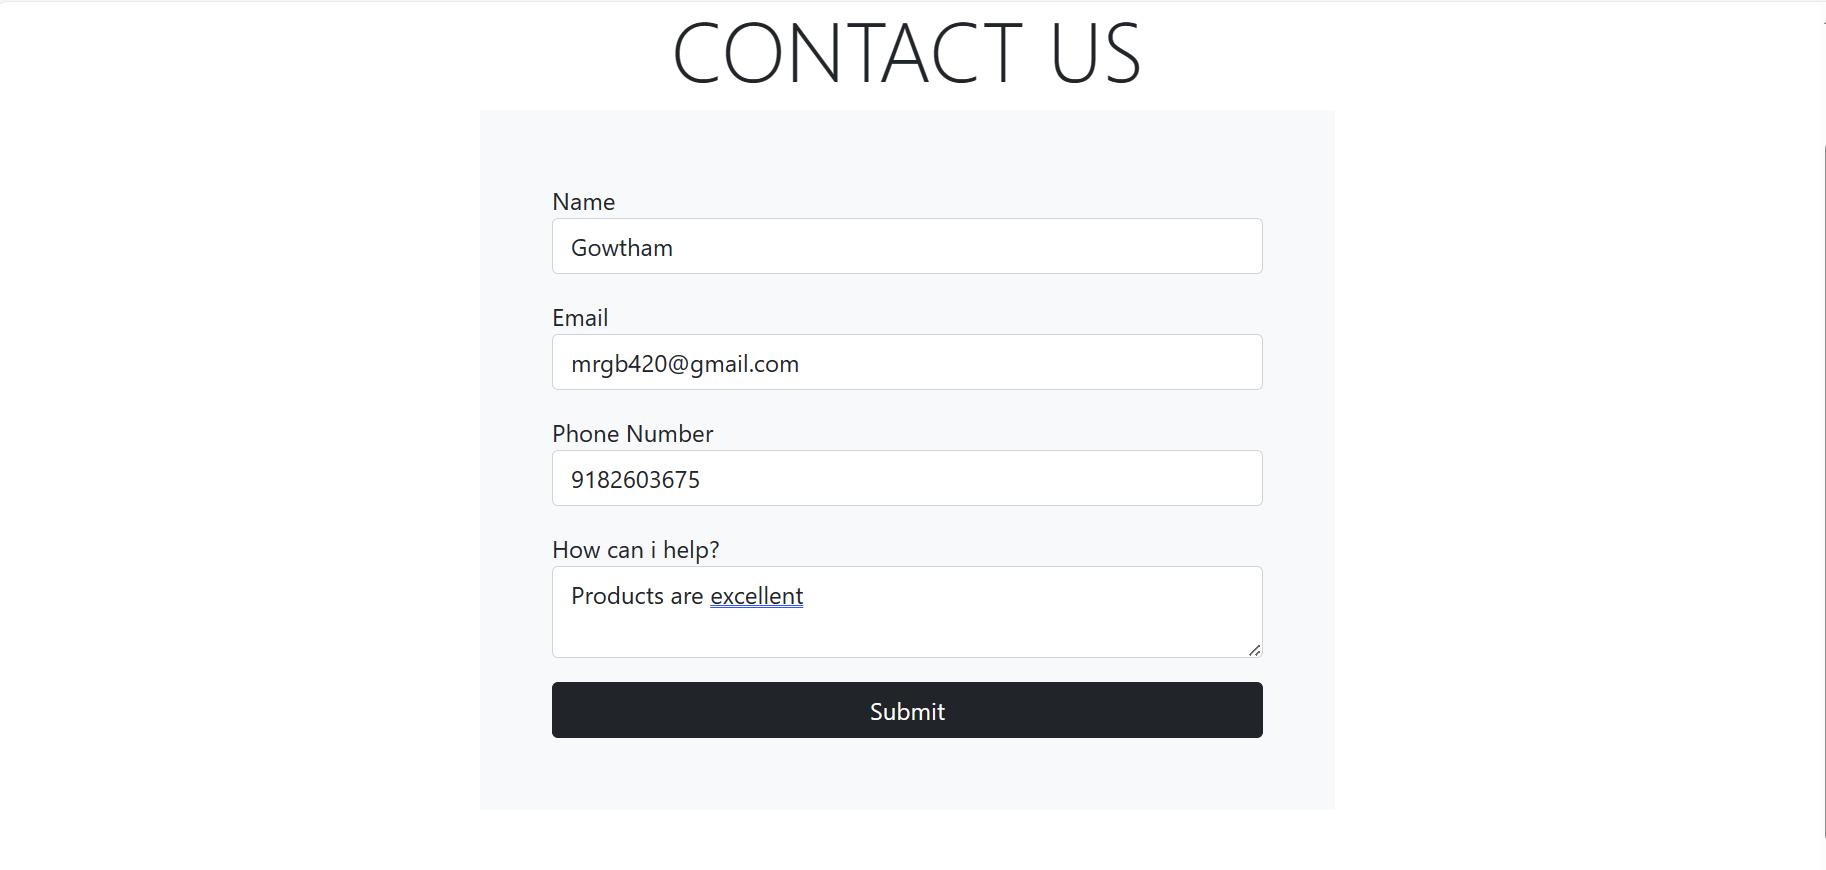 CONTACT US
Name
Gowtham
Email
mrgb420@gmail.com
Phone Number
9182603675
How can i help?
Products are excellent
Submit